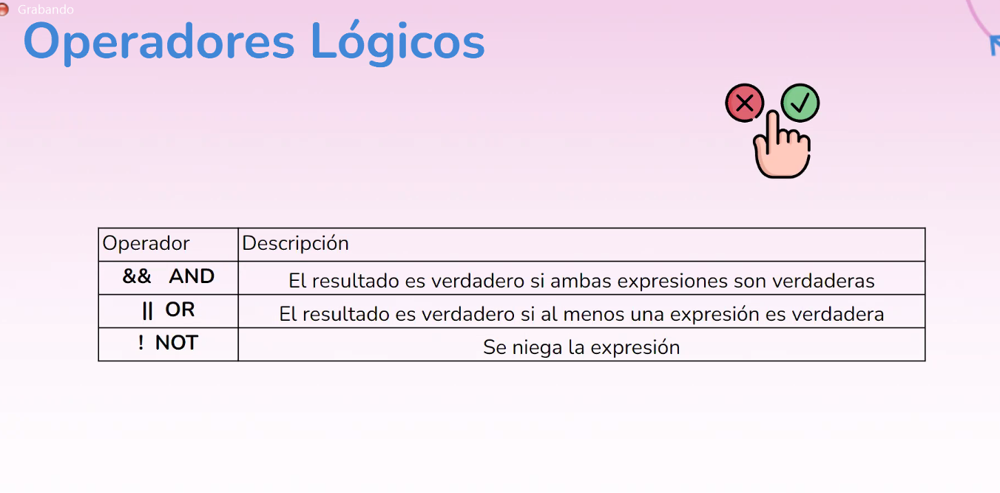 Grabando
Operadores Lógicos
Operador Descripción
&& AND El resultado es verdadero si ambas expresiones son verdaderas
|| OR El resultado es verdadero si al menos una expresión es verdadera
! NOT Se niega la expresión